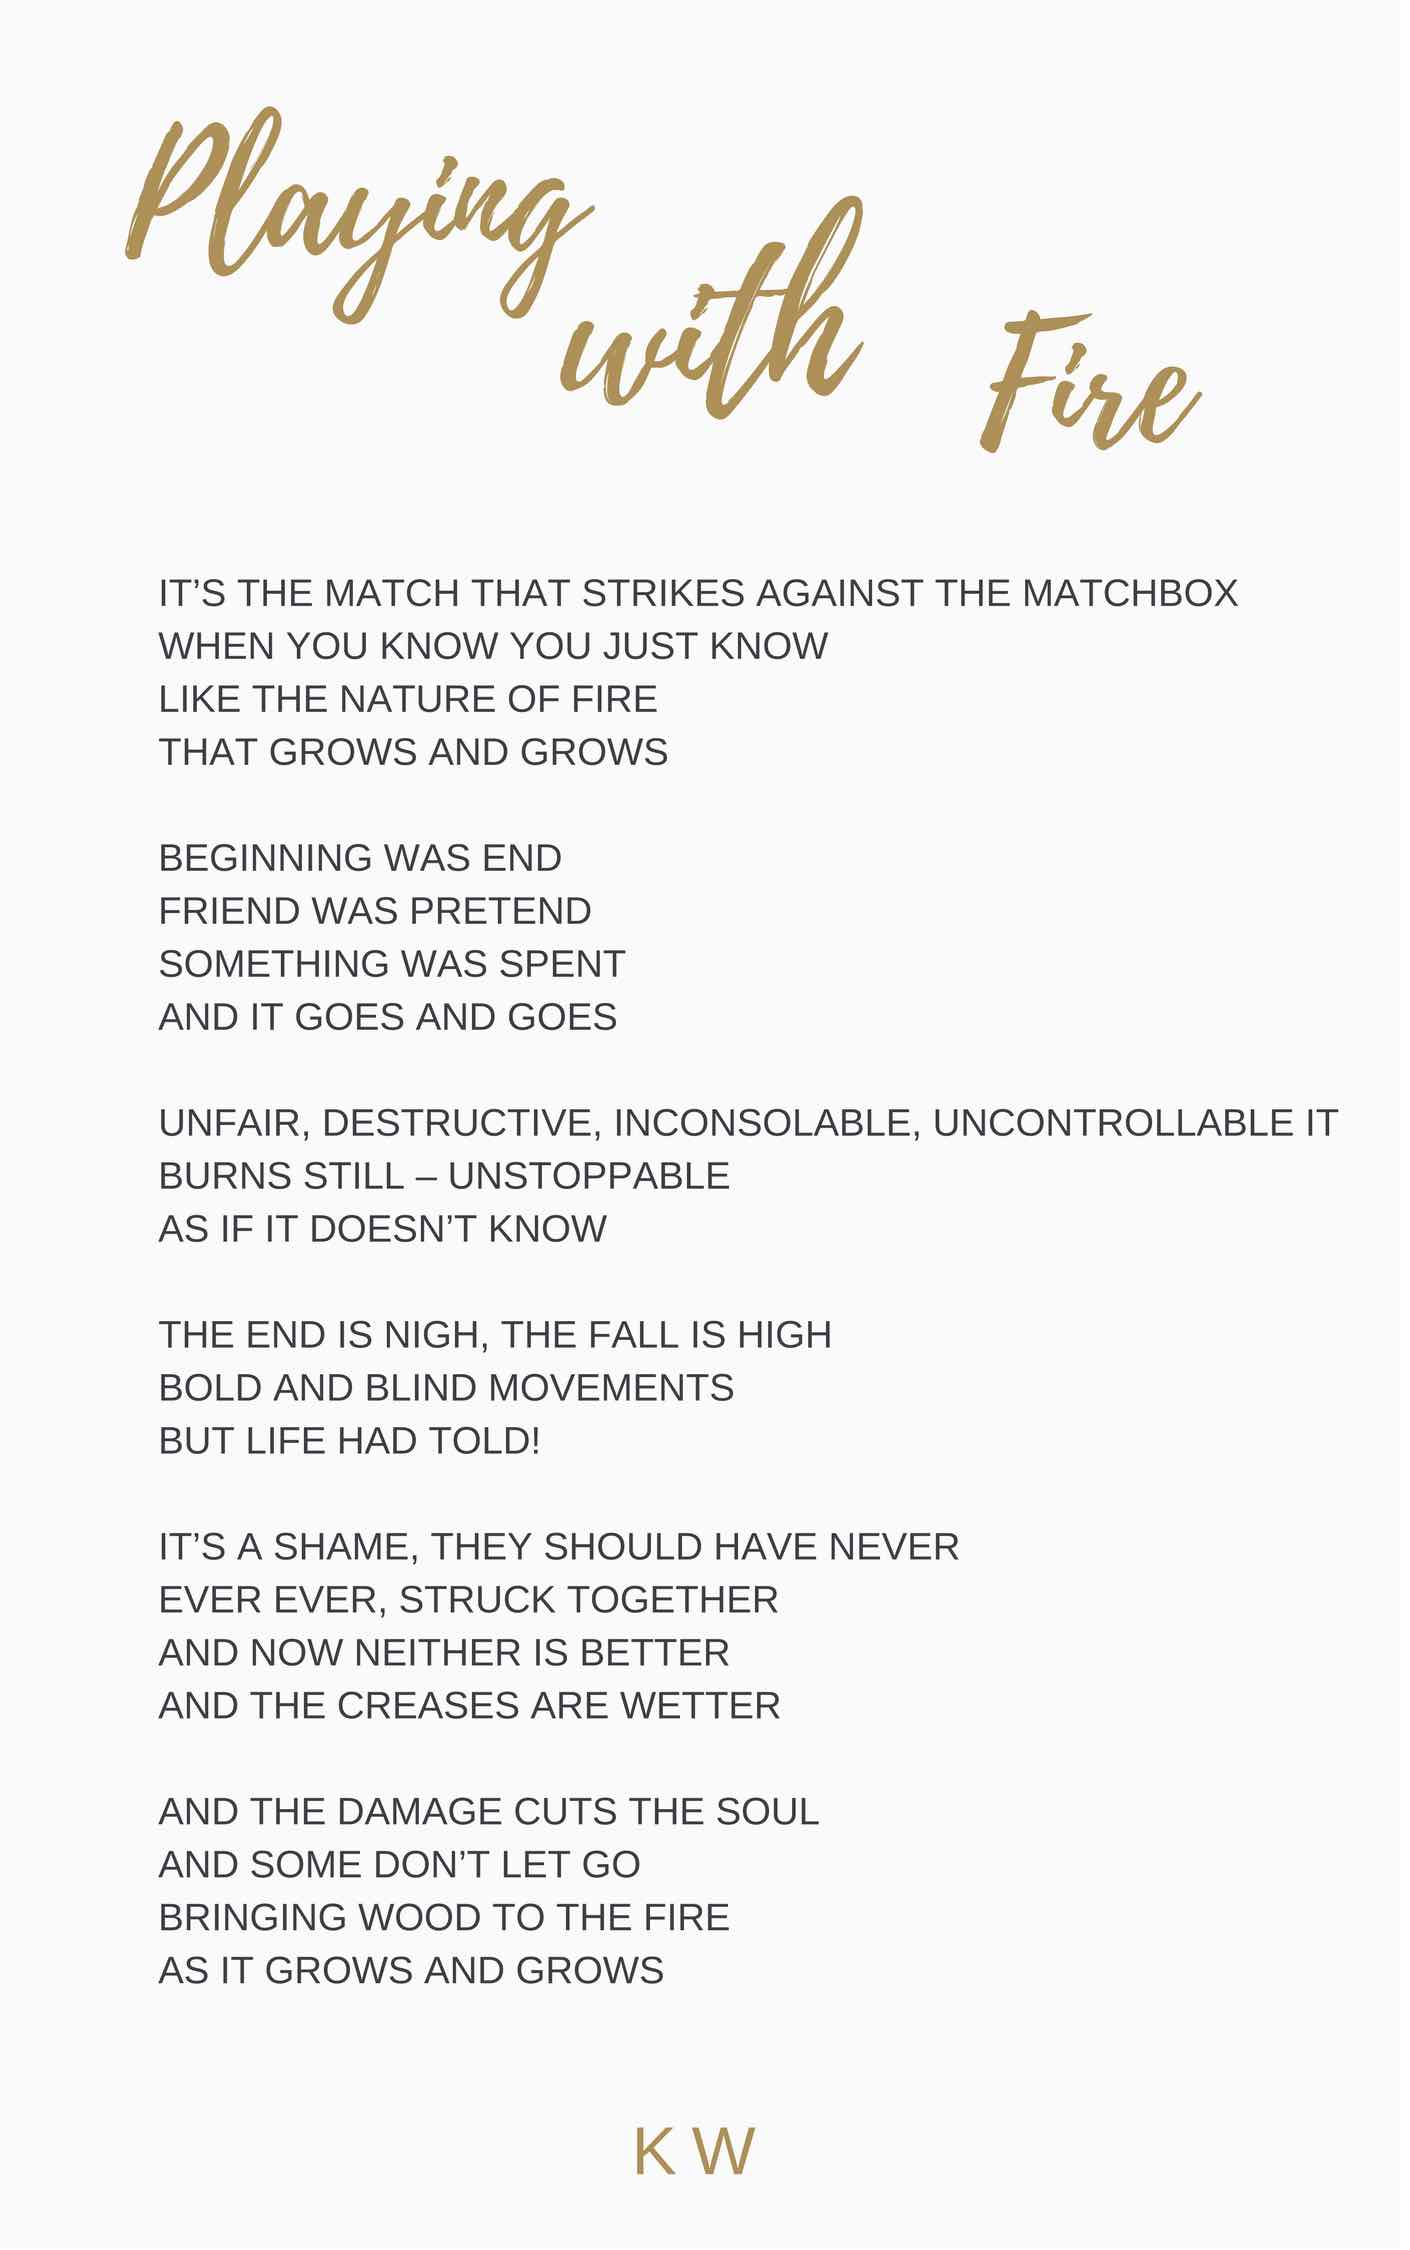 Playing
with Fire
IT’S THE MATCH THAT STRIKES AGAINST THE MATCHBOX
WHEN YOU KNOW YOU JUST KNOW
LIKE THE NATURE OF FIRE
THAT GROWS AND GROWS
BEGINNING WAS END
FRIEND WAS PRETEND
SOMETHING WAS SPENT
AND IT GOES AND GOES
UNFAIR, DESTRUCTIVE, INCONSOLABLE, UNCONTROLLABLE IT
BURNS STILL – UNSTOPPABLE
AS IF IT DOESN’T KNOW
THE END IS NIGH, THE FALL IS HIGH
BOLD AND BLIND MOVEMENTS
BUT LIFE HAD TOLD!
IT’S A SHAME, THEY SHOULD HAVE NEVER
EVER EVER, STRUCK TOGETHER
AND NOW NEITHER IS BETTER
AND THE CREASES ARE WETTER
AND THE DAMAGE CUTS THE SOUL
AND SOME DON’T LET GO
BRINGING WOOD TO THE FIRE
AS IT GROWS AND GROWS
KW